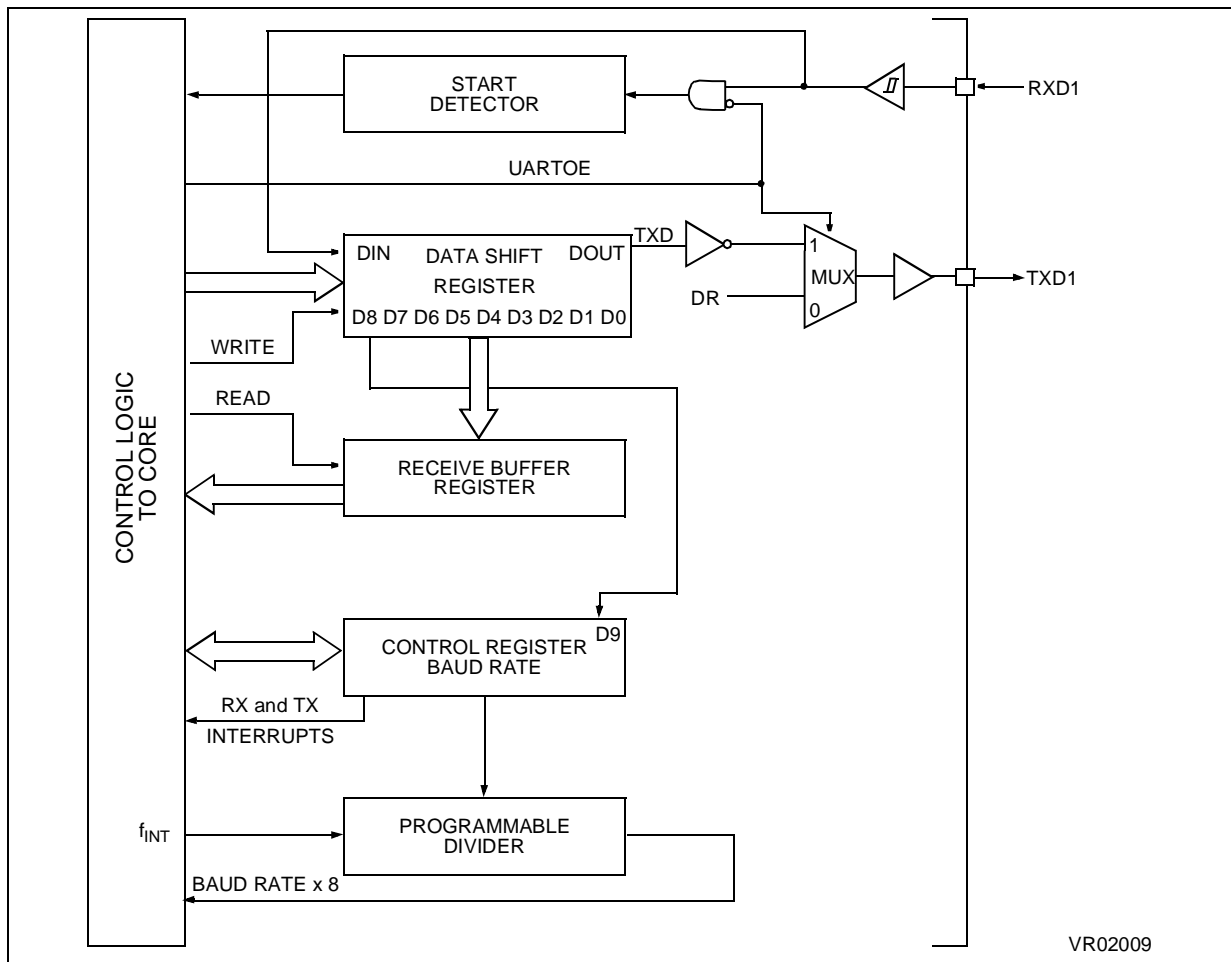 START
DETECTOR
RXD1
UARTOE
TXD
DIN DATA SHIFT DOUT
REGISTER
D8 D7 D6 D5 D4 D3 D2 D1 D0
1
MUX
0
DR
TXD1
WRITE
READ
CONTROL LOGIC
TO CORE
RECEIVE BUFFER
REGISTER
D9
CONTROL REGISTER
BAUD RATE
RX and TX
INTERRUPTS
fINT
PROGRAMMABLE
DIVIDER
BAUD RATE x 8
VR02009